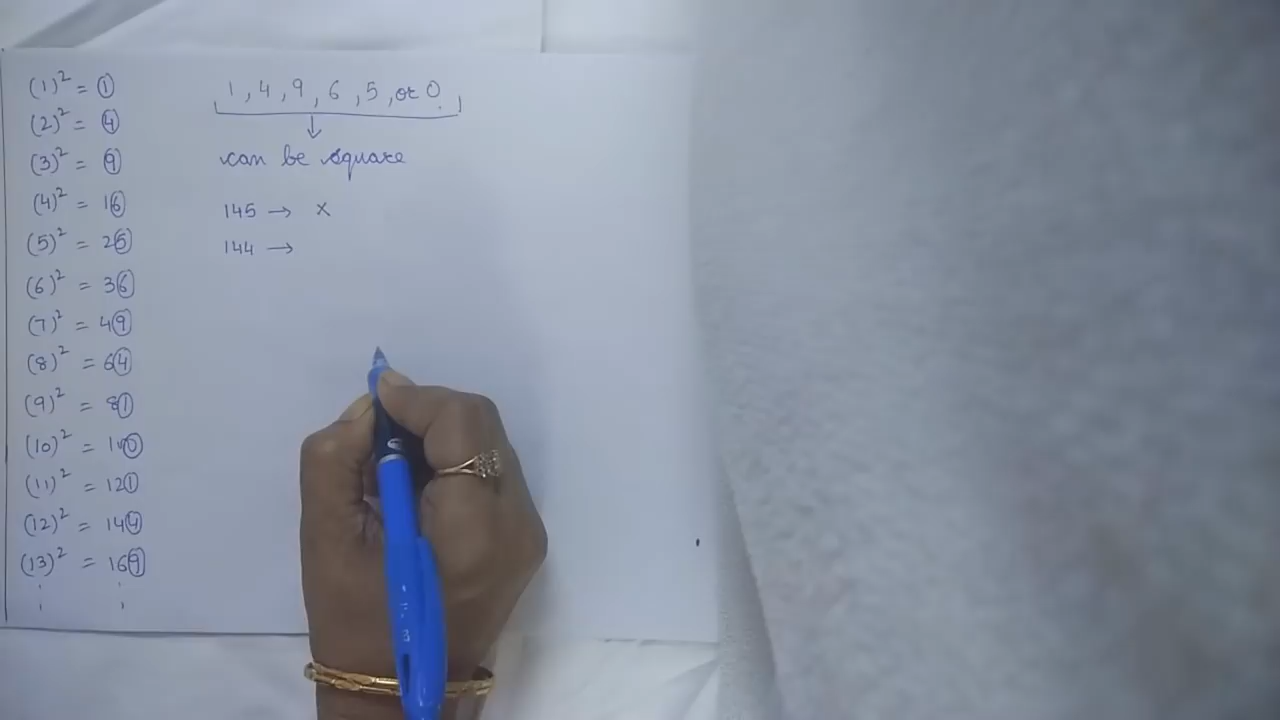 (1)² = 1
(2)² = 4
(3)² = 9
(4)² = 16
(5)² = 25
(6)² = 36
(7)² = 49
(8)² = 64
(9)² = 81
(10)² = 100
(11)² = 121
(12)² = 144
(13)² = 169
1, 4, 9, 6, 5, or 0
can be square
145 → ×
144 →